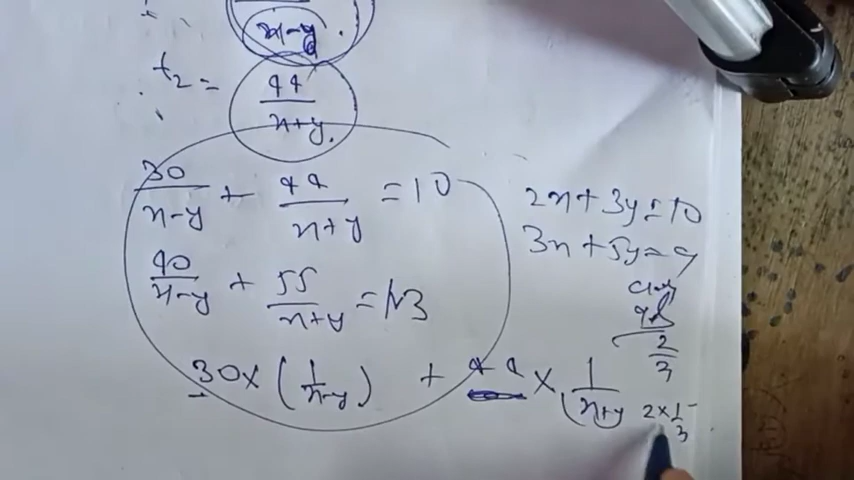 x-y
t₂ = 44/x+y
30/x-y + 44/x+y = 10
40/x-y + 55/x+y = 13
30 × (1/x-y) + 44 × (1/x+y
2x + 3y = 10
3x + 5y = 9
2/3
2 × 1/3